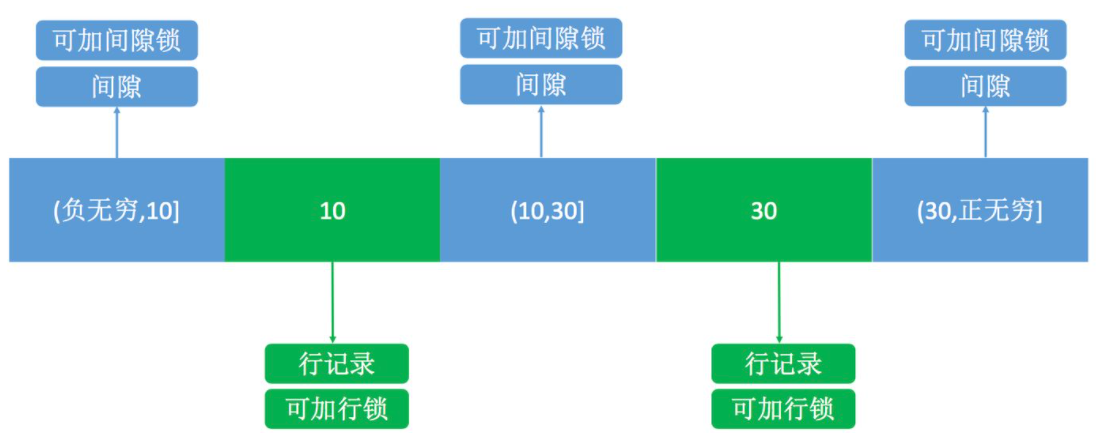 可加间隙锁
间隙
可加间隙锁
间隙
可加间隙锁
间隙
(负无穷,10]
10
(10,30]
30
(30,正无穷]
行记录
可加行锁
行记录
可加行锁